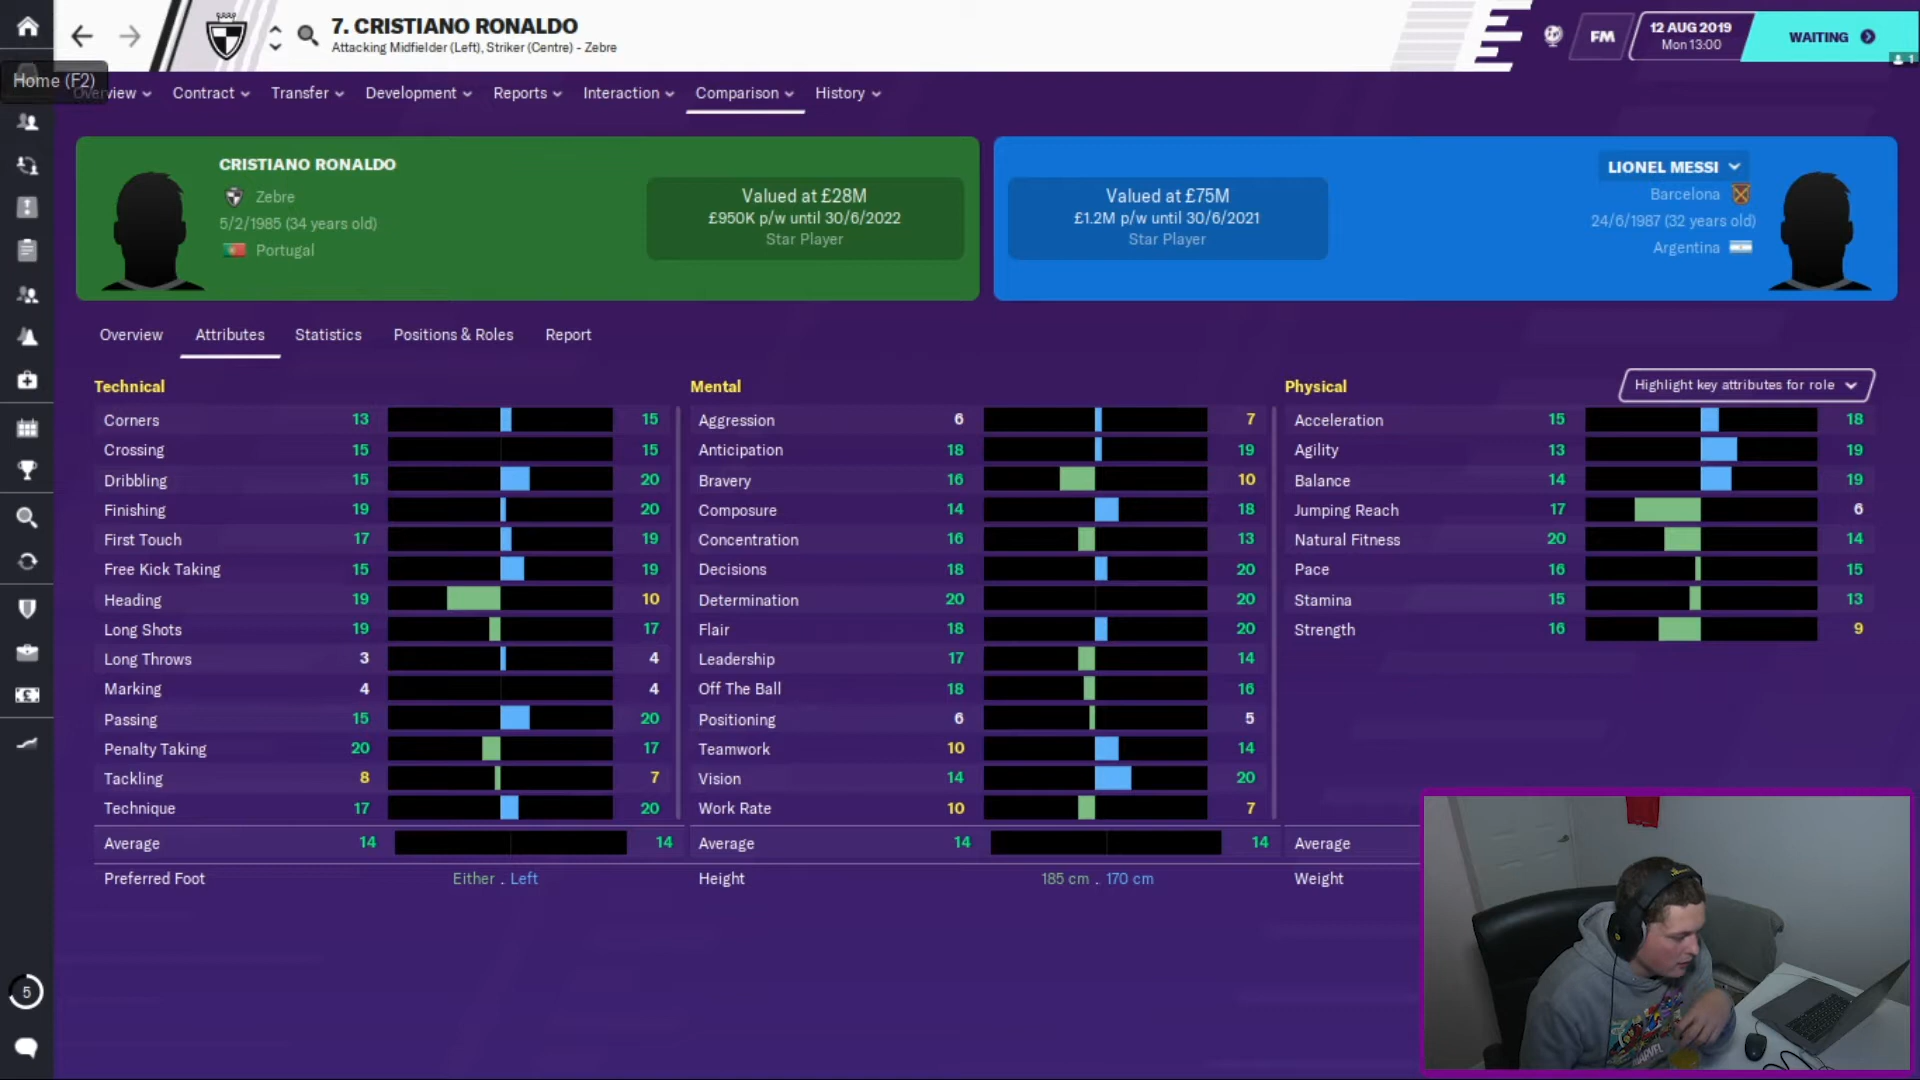 7. CRISTIANO RONALDO
Attacking Midfielder (Left), Striker (Centre) - Zebre
FM
12 AUG 2019
Mon 13:00
WAITING
1
Home (F2)
Overview
Contract
Transfer
Development
Reports
Interaction
Comparison
History
CRISTIANO RONALDO
Zebre
5/2/1985 (34 years old)
Portugal
Valued at £28M
£950K p/w until 30/6/2022
Star Player
Valued at £75M
£1.2M p/w until 30/6/2021
Star Player
LIONEL MESSI
Barcelona
24/6/1987 (32 years old)
Argentina
Overview
Attributes
Statistics
Positions & Roles
Report
Highlight key attributes for role
Technical
Corners 13 15
Crossing 15 15
Dribbling 15 20
Finishing 19 20
First Touch 17 19
Free Kick Taking 15 19
Heading 19 10
Long Shots 19 17
Long Throws 3 4
Marking 4 4
Passing 15 20
Penalty Taking 20 17
Tackling 8 7
Technique 17 20
Average 14 14
Preferred Foot Either . Left
Mental
Aggression 6 7
Anticipation 18 19
Bravery 16 10
Composure 14 18
Concentration 16 13
Decisions 18 20
Determination 20 20
Flair 18 20
Leadership 17 14
Off The Ball 18 16
Positioning 6 5
Teamwork 10 14
Vision 14 20
Work Rate 10 7
Average 14 14
Height 185 cm . 170 cm
Physical
Acceleration 15 18
Agility 13 19
Balance 14 19
Jumping Reach 17 6
Natural Fitness 20 14
Pace 16 15
Stamina 15 13
Strength 16 9
Average
Weight
5
MARVEL